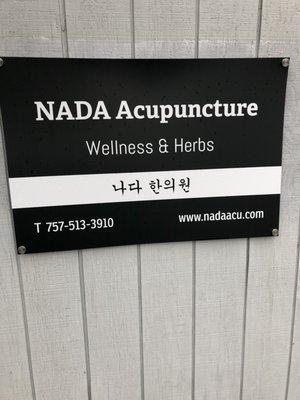 NADA Acupuncture
Wellness & Herbs
나다 한의원
T 757-513-3910 www.nadaacu.com